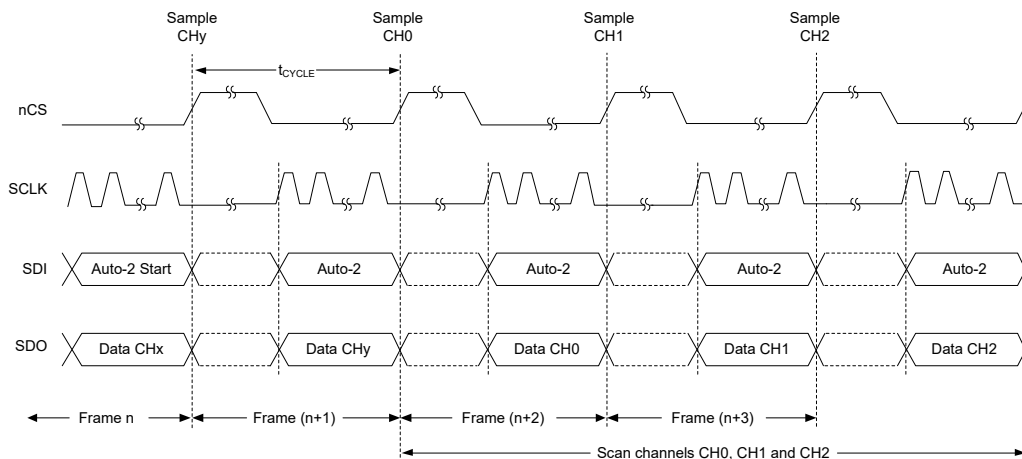 Sample
CHy
Sample
CH0
Sample
CH1
Sample
CH2
tCYCLE
nCS
SCLK
SDI
Auto-2 Start
Auto-2
Auto-2
Auto-2
Auto-2
SDO
Data CHx
Data CHy
Data CH0
Data CH1
Data CH2
Frame n
Frame (n+1)
Frame (n+2)
Frame (n+3)
Scan channels CH0, CH1 and CH2